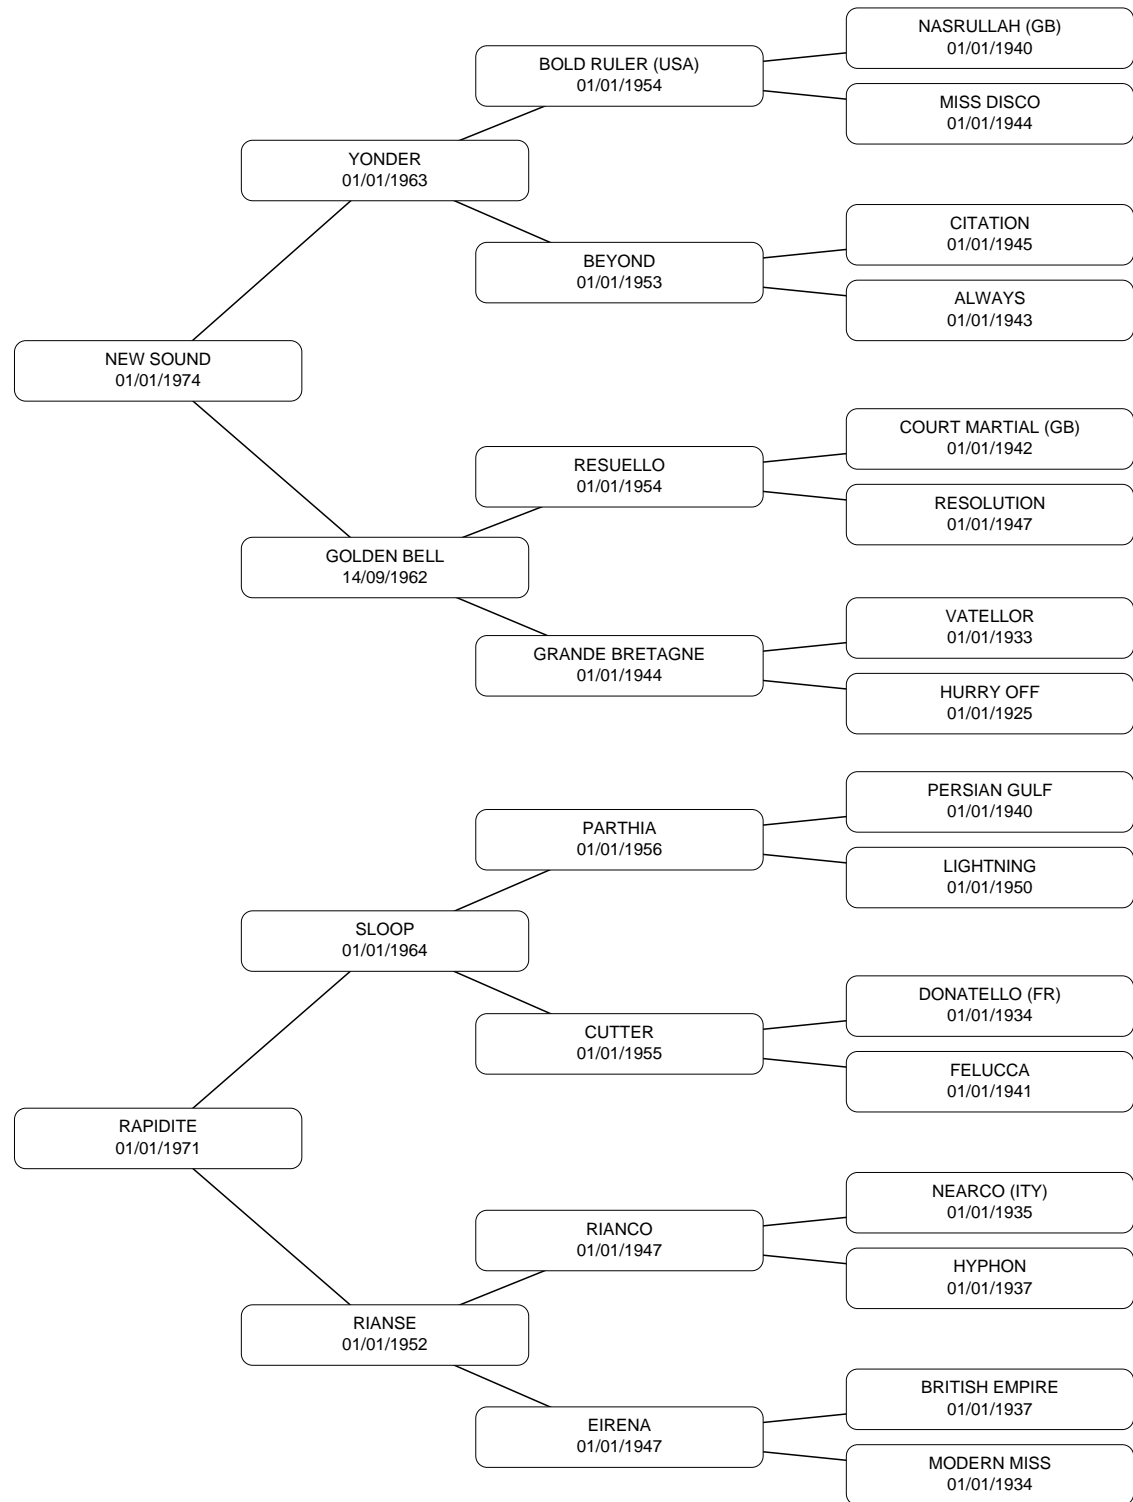 NASRULLAH (GB)
01/01/1940
BOLD RULER (USA)
01/01/1954
MISS DISCO
01/01/1944
YONDER
01/01/1963
CITATION
01/01/1945
BEYOND
01/01/1953
ALWAYS
01/01/1943
NEW SOUND
01/01/1974
COURT MARTIAL (GB)
01/01/1942
RESUELLO
01/01/1954
RESOLUTION
01/01/1947
GOLDEN BELL
14/09/1962
VATELLOR
01/01/1933
GRANDE BRETAGNE
01/01/1944
HURRY OFF
01/01/1925
PERSIAN GULF
01/01/1940
PARTHIA
01/01/1956
LIGHTNING
01/01/1950
SLOOP
01/01/1964
DONATELLO (FR)
01/01/1934
CUTTER
01/01/1955
FELUCCA
01/01/1941
RAPIDITE
01/01/1971
NEARCO (ITY)
01/01/1935
RIANCO
01/01/1947
HYPHON
01/01/1937
RIANSE
01/01/1952
BRITISH EMPIRE
01/01/1937
EIRENA
01/01/1947
MODERN MISS
01/01/1934